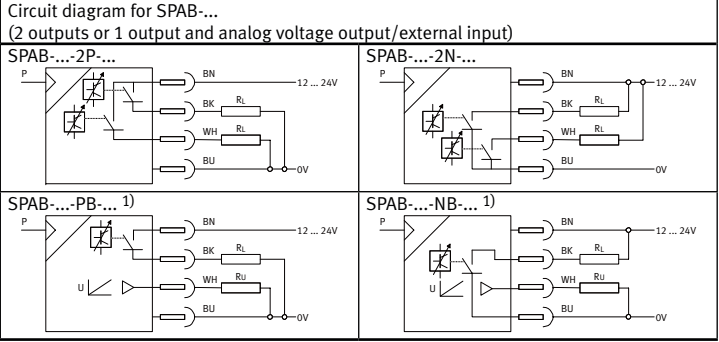 Circuit diagram for SPAB-...
(2 outputs or 1 output and analog voltage output/external input)
SPAB-...-2P-...
P
BN
12 ... 24V
BK
RL
WH
RL
BU
0V
SPAB-...-2N-...
P
BN
12 ... 24V
BK
RL
WH
RL
BU
0V
SPAB-...-PB-... 1)
P
BN
12 ... 24V
BK
RL
U
WH
RU
BU
0V
SPAB-...-NB-... 1)
P
BN
12 ... 24V
BK
RL
U
WH
RU
BU
0V